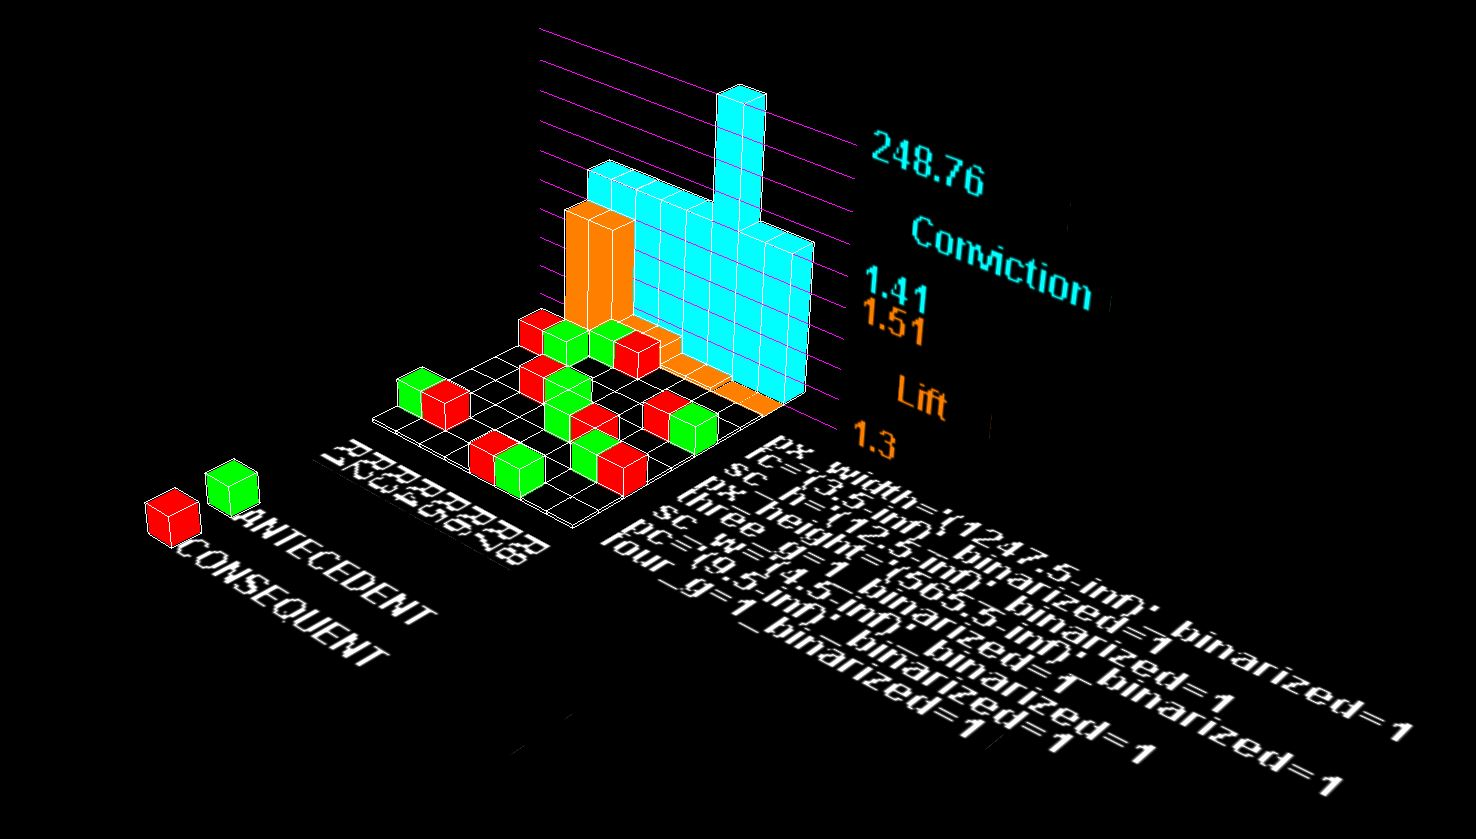 248.76
Conviction
1.41
1.51
Lift
1.3
px_width='(1247.5-inf)'_binarized=1
fc='(3.5-inf)'_binarized=1
sc_h='(12.5-inf)'_binarized=1
px_height='(565.5-inf)'_binarized=1
three_g=1_binarized=1
sc_w='(4.5-inf)'_binarized=1
pc='(9.5-inf)'_binarized=1
four_g=1_binarized=1
ANTECEDENT
CONSEQUENT